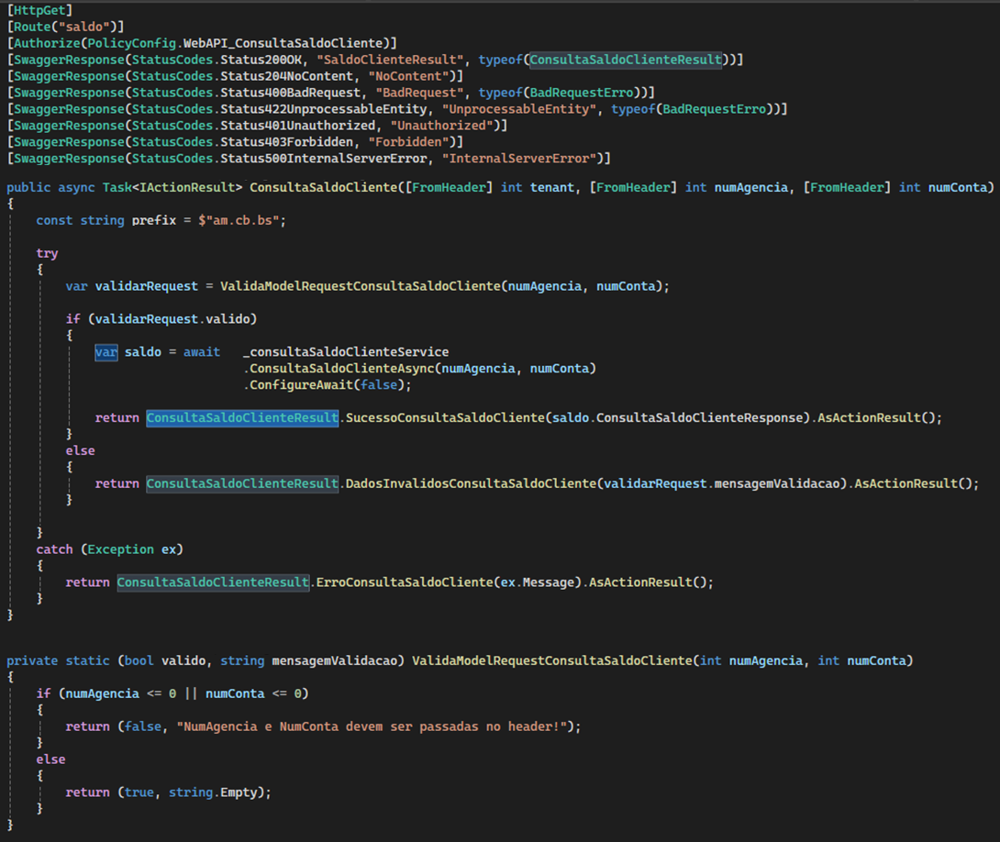 [HttpGet]
[Route("saldo")]
[Authorize(PolicyConfig.WebAPI_ConsultaSaldoCliente)]
[SwaggerResponse(StatusCodes.Status200OK, "SaldoClienteResult", typeof(ConsultaSaldoClienteResult))]
[SwaggerResponse(StatusCodes.Status204NoContent, "NoContent")]
[SwaggerResponse(StatusCodes.Status400BadRequest, "BadRequest", typeof(BadRequestErro))]
[SwaggerResponse(StatusCodes.Status422UnprocessableEntity, "UnprocessableEntity", typeof(BadRequestErro))]
[SwaggerResponse(StatusCodes.Status401Unauthorized, "Unauthorized")]
[SwaggerResponse(StatusCodes.Status403Forbidden, "Forbidden")]
[SwaggerResponse(StatusCodes.Status500InternalServerError, "InternalServerError")]
public async Task<IActionResult> ConsultaSaldoCliente([FromHeader] int tenant, [FromHeader] int numAgencia, [FromHeader] int numConta)
{
    const string prefix = $"am.cb.bs";
    try
    {
        var validarRequest = ValidaModelRequestConsultaSaldoCliente(numAgencia, numConta);
        if (validarRequest.valido)
        {
            var saldo = await   _consultaSaldoClienteService
                                .ConsultaSaldoClienteAsync(numAgencia, numConta)
                                .ConfigureAwait(false);
            return ConsultaSaldoClienteResult.SucessoConsultaSaldoCliente(saldo.ConsultaSaldoClienteResponse).AsActionResult();
        }
        else
        {
            return ConsultaSaldoClienteResult.DadosInvalidosConsultaSaldoCliente(validarRequest.mensagemValidacao).AsActionResult();
        }
    }
    catch (Exception ex)
    {
        return ConsultaSaldoClienteResult.ErroConsultaSaldoCliente(ex.Message).AsActionResult();
    }
}
private static (bool valido, string mensagemValidacao) ValidaModelRequestConsultaSaldoCliente(int numAgencia, int numConta)
{
    if (numAgencia <= 0 || numConta <= 0)
    {
        return (false, "NumAgencia e NumConta devem ser passadas no header!");
    }
    else
    {
        return (true, string.Empty);
    }
}